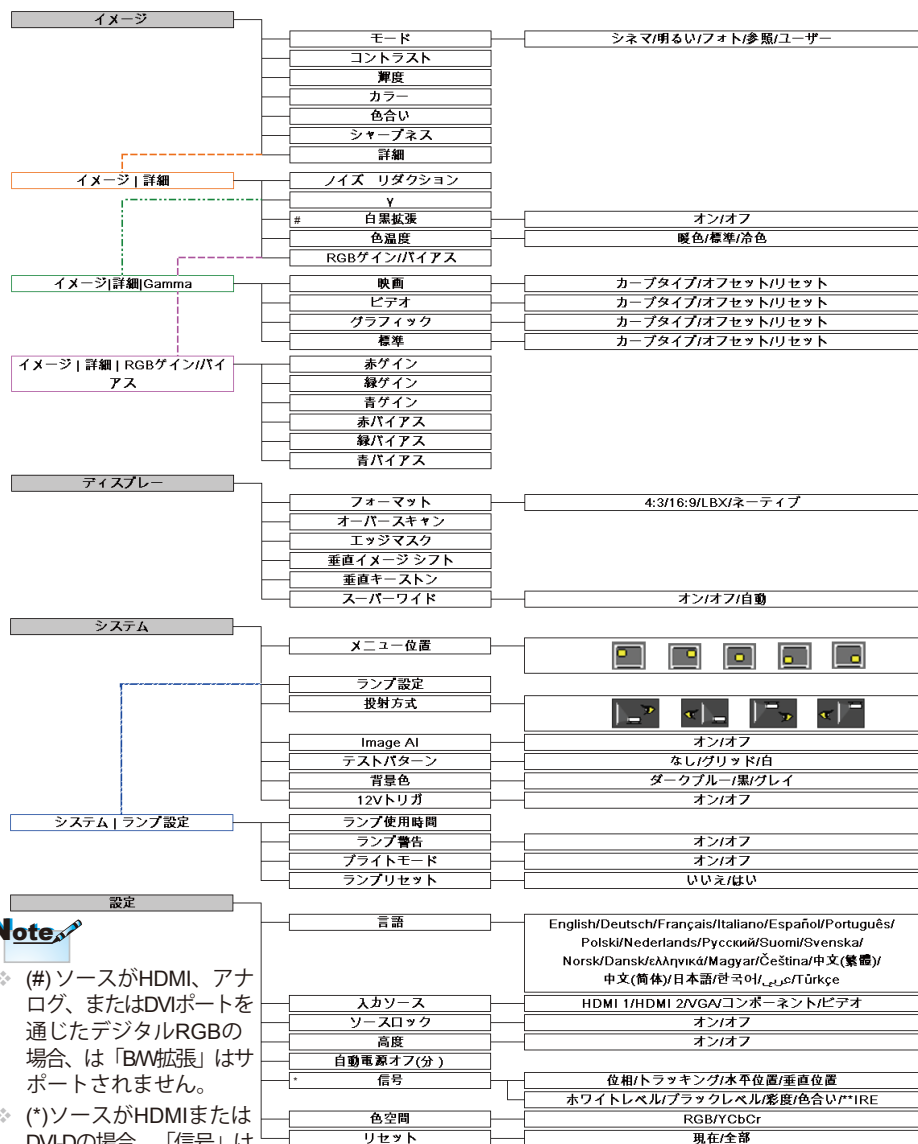 イメージ
モード シネマ/明るい/フォト/参照/ユーザー
コントラスト
輝度
カラー
色合い
シャープネス
詳細
イメージ | 詳細 ノイズ リダクション
γ
# 白黒拡張 オン/オフ
色温度 暖色/標準/冷色
RGBゲイン/バイアス
イメージ|詳細|Gamma 映画 カーブタイプ/オフセット/リセット
ビデオ カーブタイプ/オフセット/リセット
グラフィック カーブタイプ/オフセット/リセット
標準 カーブタイプ/オフセット/リセット
イメージ | 詳細 | RGBゲイン/バイ
アス
赤ゲイン
緑ゲイン
青ゲイン
赤バイアス
緑バイアス
青バイアス
ディスプレー
フォーマット 4:3/16:9/LBX/ネーティブ
オーバースキャン
エッジマスク
垂直イメージ シフト
垂直キーストン
スーパーワイド オン/オフ/自動
システム
メニュー位置
ランプ設定
投射方式
Image AI オン/オフ
テストパターン なし/グリッド/白
背景色 ダークブルー/黒/グレイ
12Vトリガ オン/オフ
システム | ランプ設定 ランプ使用時間
ランプ警告 オン/オフ
ブライトモード オン/オフ
ランプリセット いいえ/はい
設定
言語 English/Deutsch/Français/Italiano/Español/Português/
Polski/Nederlands/Русский/Suomi/Svenska/
Norsk/Dansk/ελληνικά/Magyar/Čeština/中文(繁體)/
中文(简体)/日本語/한국어/عربي/Türkçe
入力ソース HDMI 1/HDMI 2/VGA/コンポーネント/ビデオ
ソースロック オン/オフ
高度 オン/オフ
自動電源オフ(分)
* 信号 位相/トラッキング/水平位置/垂直位置
ホワイトレベル/ブラックレベル/彩度/色合い/**IRE
色空間 RGB/YCbCr
リセット 現在/全部
Note
(#) ソースがHDMI、アナ
ログ、またはDVIポートを
通じたデジタルRGBの
場合、は「B/W拡張」はサ
ポートされません。
(*)ソースがHDMIまたは
DVI-Dの場合、「信号」は